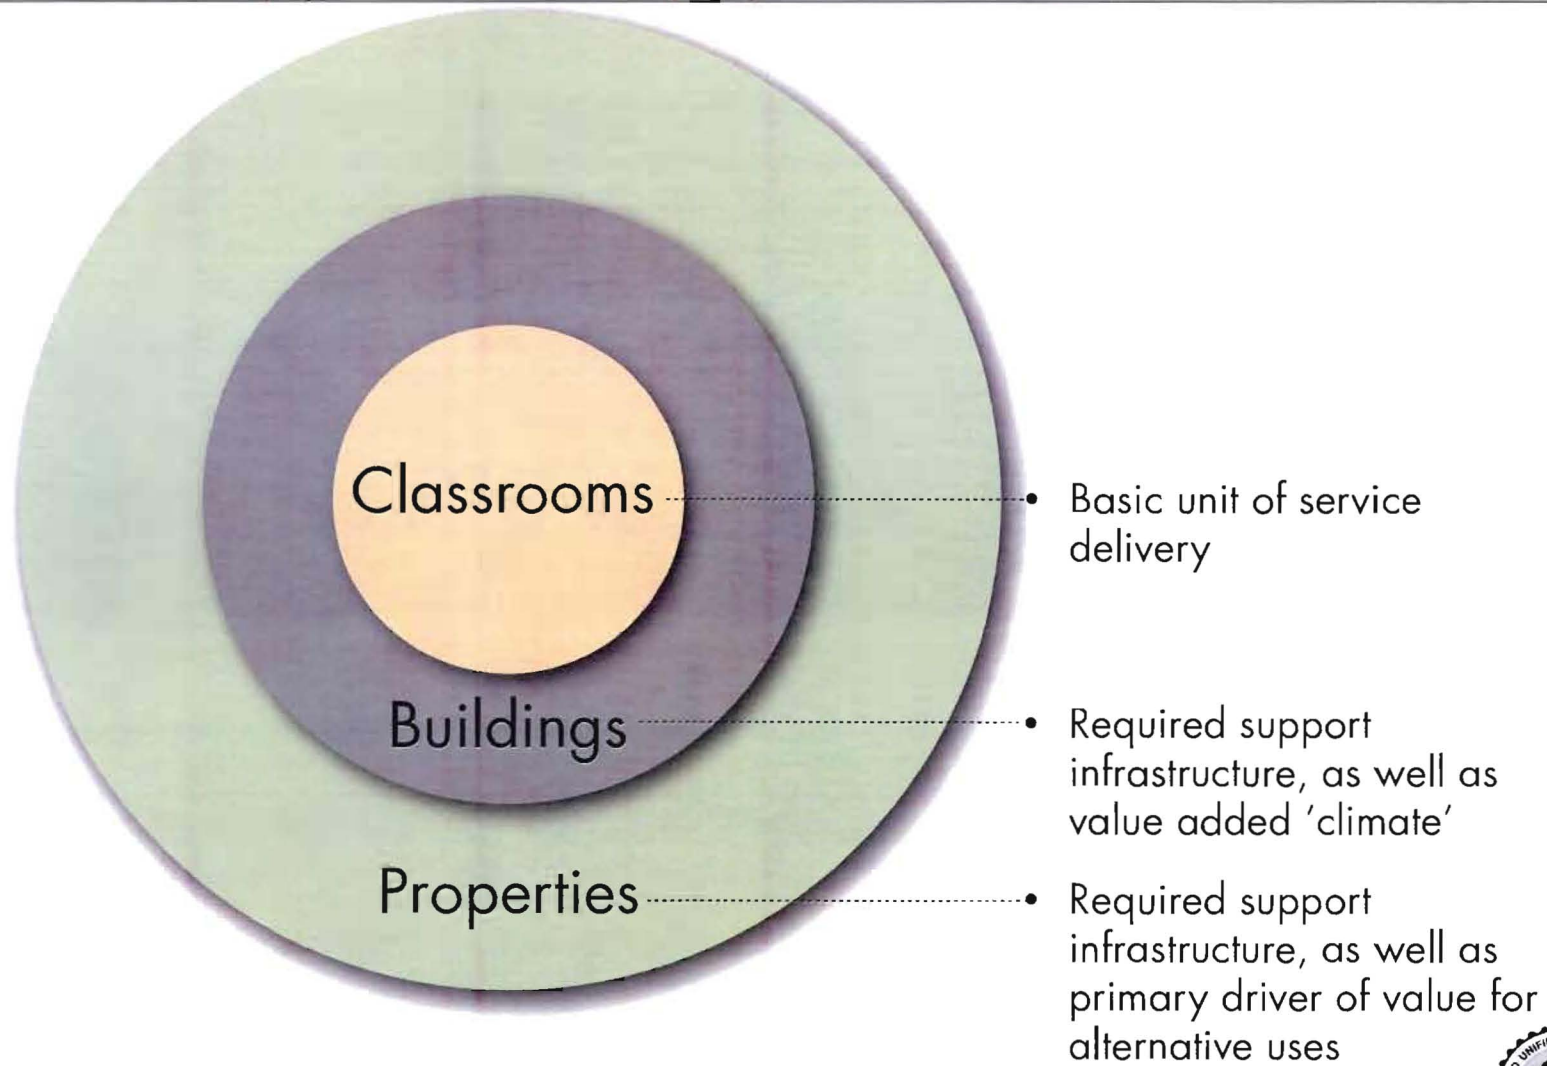 Classrooms
Basic unit of service
delivery
Buildings
Required support
infrastructure, as well as
value added 'climate'
Properties
Required support
infrastructure, as well as
primary driver of value for
alternative uses